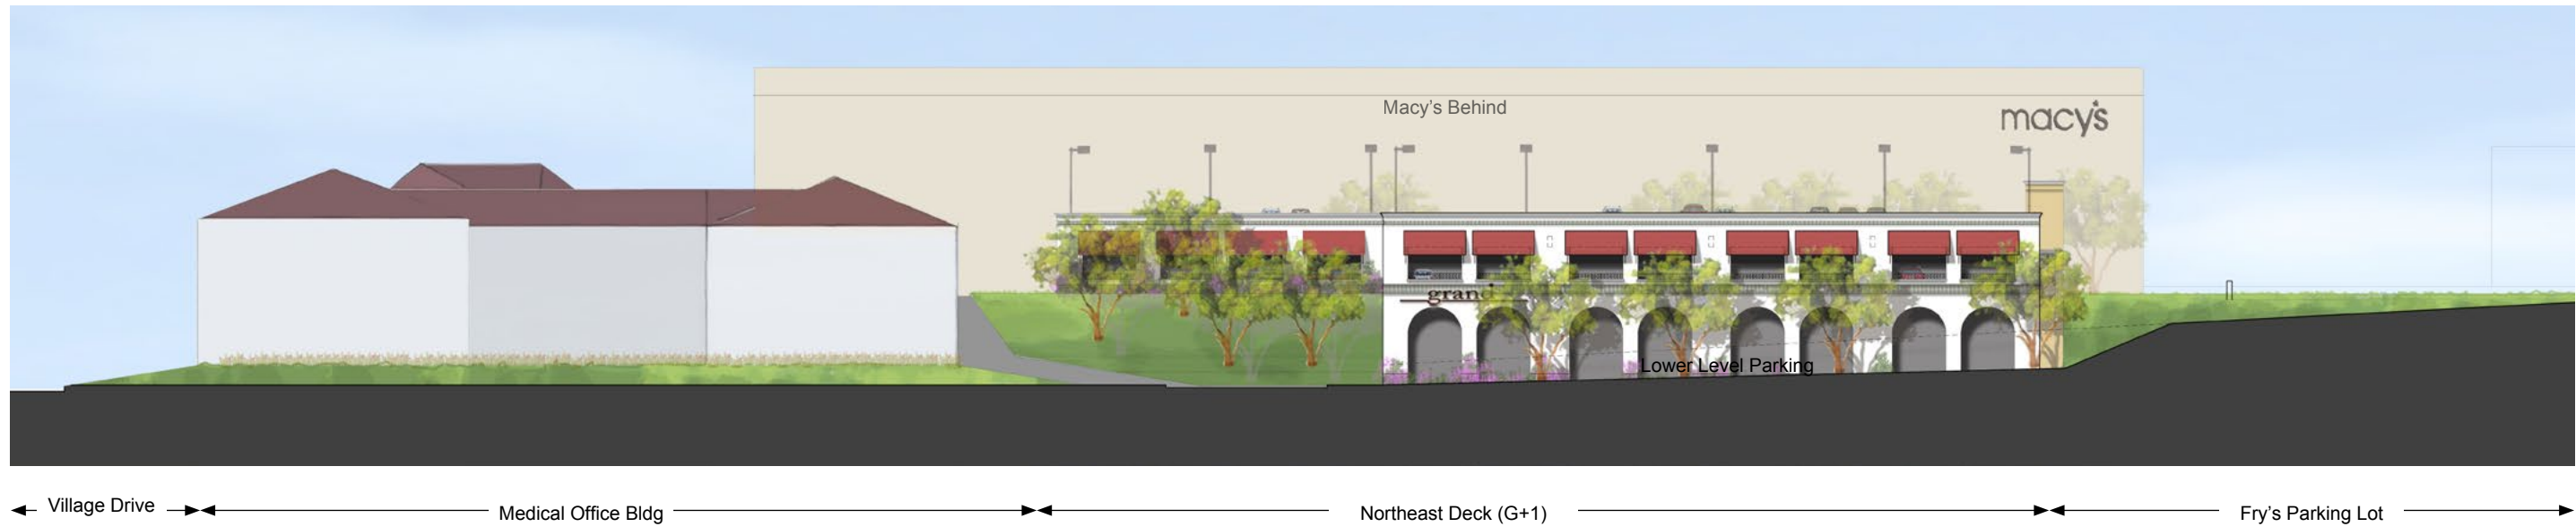 Macy's Behind
macy's
grand
Lower Level Parking
Village Drive
Medical Office Bldg
Northeast Deck (G+1)
Fry's Parking Lot